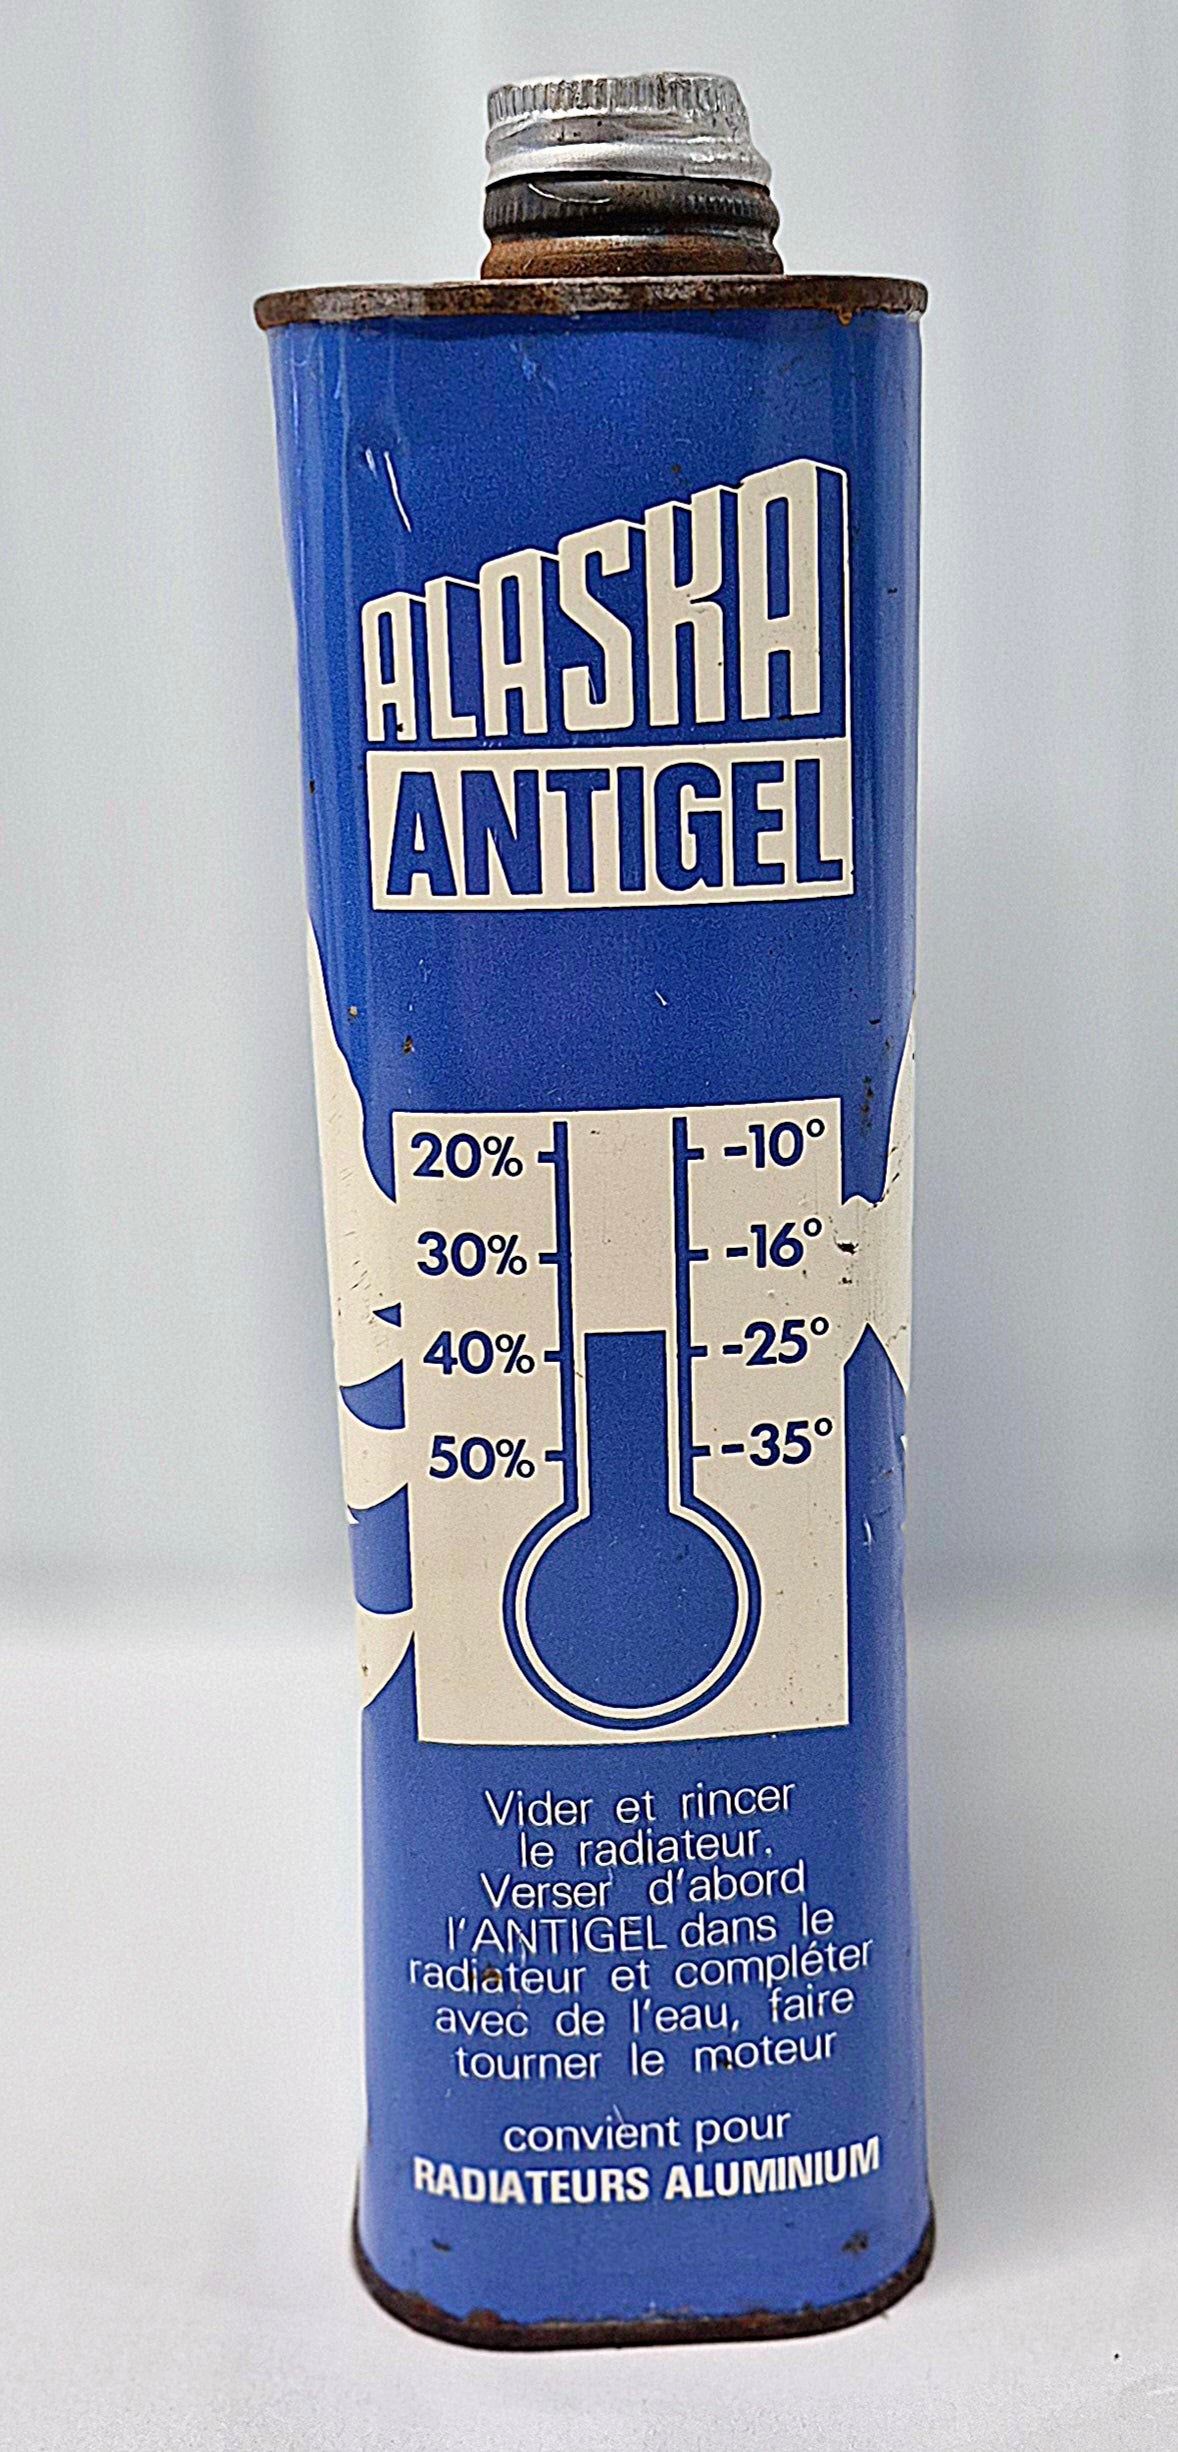 ALASKA
ANTIGEL
20% -10°
30% -16°
40% -25°
50% -35°
Vider et rincer
le radiateur.
Verser d'abord
l'ANTIGEL dans le
radiateur et compléter
avec de l'eau, faire
tourner le moteur
convient pour
RADIATEURS ALUMINIUM